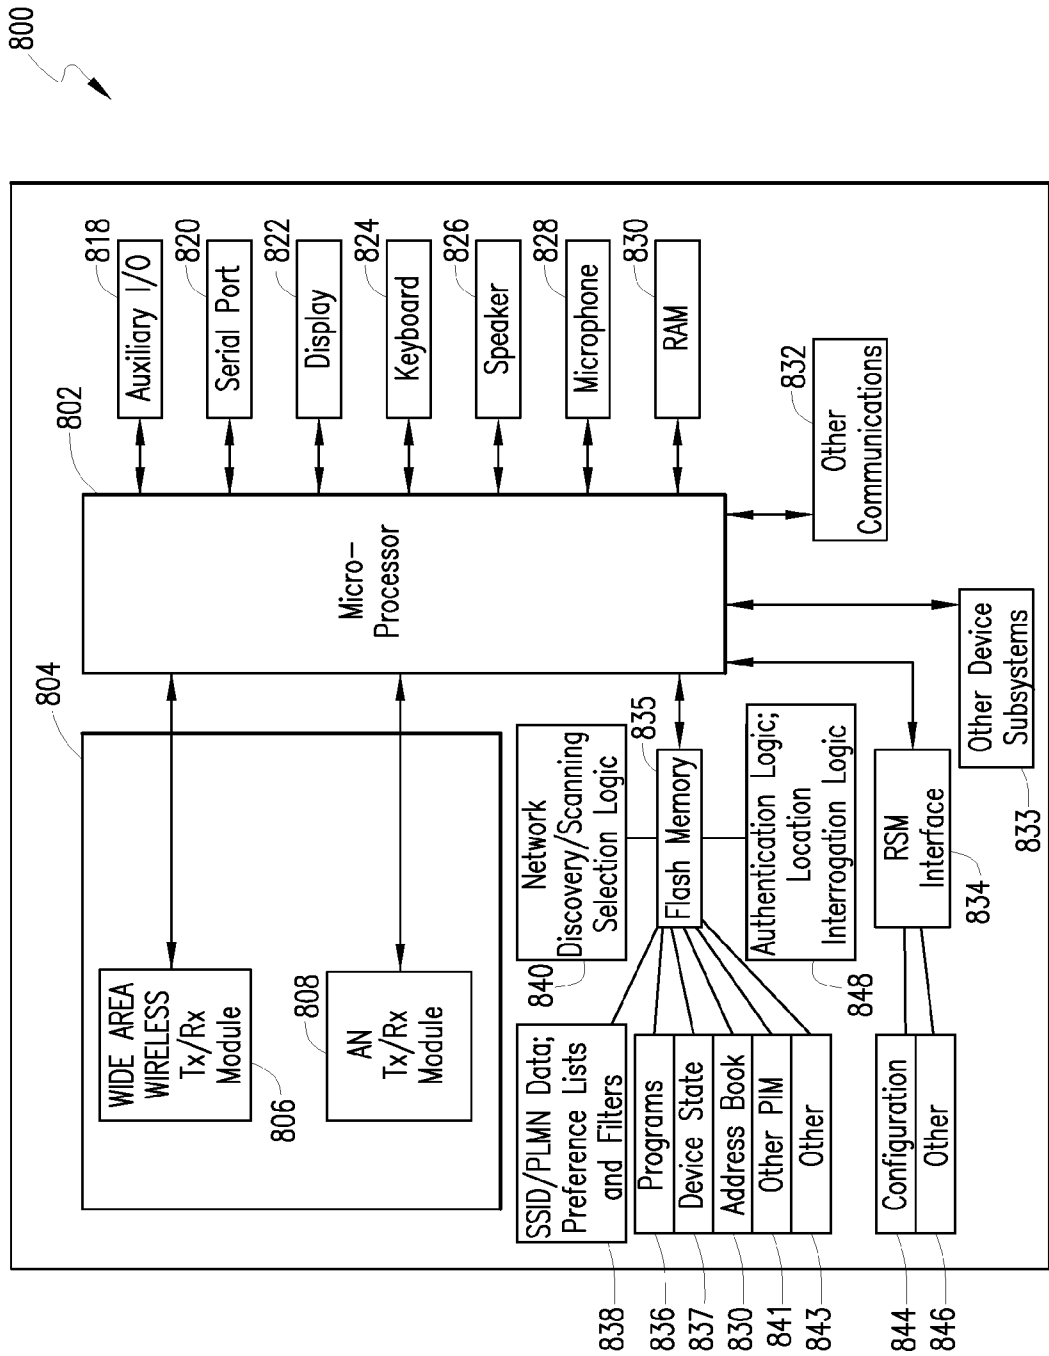 800
804
802
WIDE AREA
WIRELESS
Tx/Rx
Module
806
808
AN
Tx/Rx
Module
Micro-
Processor
818
Auxiliary I/O
820
Serial Port
822
Display
824
Keyboard
826
Speaker
828
Microphone
830
RAM
832
Other
Communications
Other Device
Subsystems
833
RSM
Interface
834
835
Flash Memory
Network
Discovery/Scanning
Selection Logic
840
Authentication Logic;
Location
Interrogation Logic
848
SSID/PLMN Data;
Preference Lists
and Filters
838
Programs
836
Device State
837
Address Book
830
Other PIM
841
Other
843
Configuration
844
Other
846